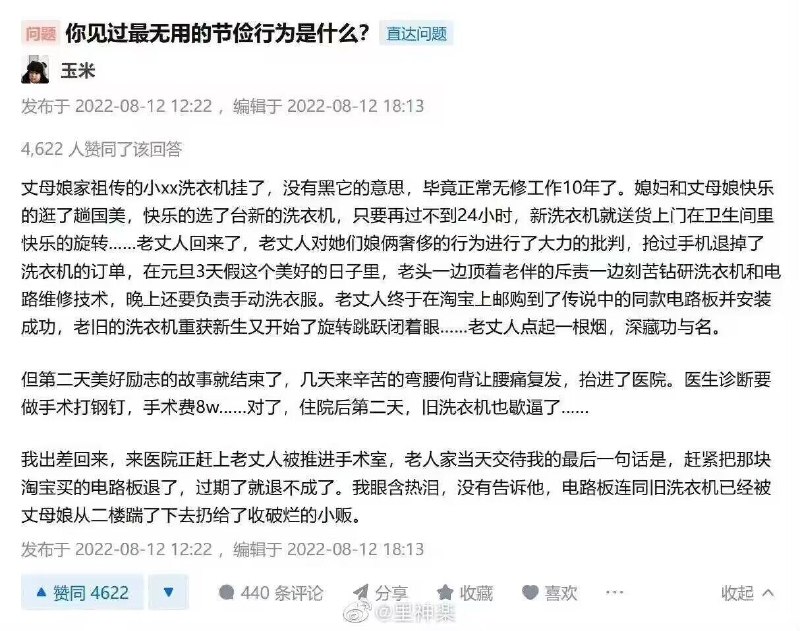 问题 你见过最无用的节俭行为是什么? 直达问题
玉米
发布于 2022-08-12 12:22 ，编辑于 2022-08-12 18:13
4,622 人赞同了该回答
丈母娘家祖传的小xx洗衣机挂了，没有黑它的意思，毕竟正常无修工作10年了。媳妇和丈母娘快乐
的逛了趟国美，快乐的选了台新的洗衣机，只要再过不到24小时，新洗衣机就送货上门在卫生间里
快乐的旋转......老丈人回来了，老丈人对她们娘俩奢侈的行为进行了大力的批判，抢过手机退掉了
洗衣机的订单，在元旦3天假这个美好的日子里，老头一边顶着老伴的斥责一边刻苦钻研洗衣机和电
路维修技术，晚上还要负责手动洗衣服。老丈人终于在淘宝上邮购到了传说中的同款电路板并安装
成功，老旧的洗衣机重获新生又开始了旋转跳跃闭着眼......老丈人点起一根烟，深藏功与名。
但第二天美好励志的故事就结束了，几天来辛苦的弯腰佝背让腰痛复发，抬进了医院。医生诊断要
做手术打钢钉，手术费8w......对了，住院后第二天，旧洗衣机也歇逼了......
我出差回来，来医院正赶上老丈人被推进手术室，老人家当天交待我的最后一句话是，赶紧把那块
淘宝买的电路板退了，过期了就退不成了。我眼含热泪，没有告诉他，电路板连同旧洗衣机已经被
丈母娘从二楼踹了下去扔给了收破烂的小贩。
发布于 2022-08-12 12:22 ，编辑于 2022-08-12 18:13
赞同 4622 440 条评论 分享 收藏 喜欢 ... 收起
@里神楽